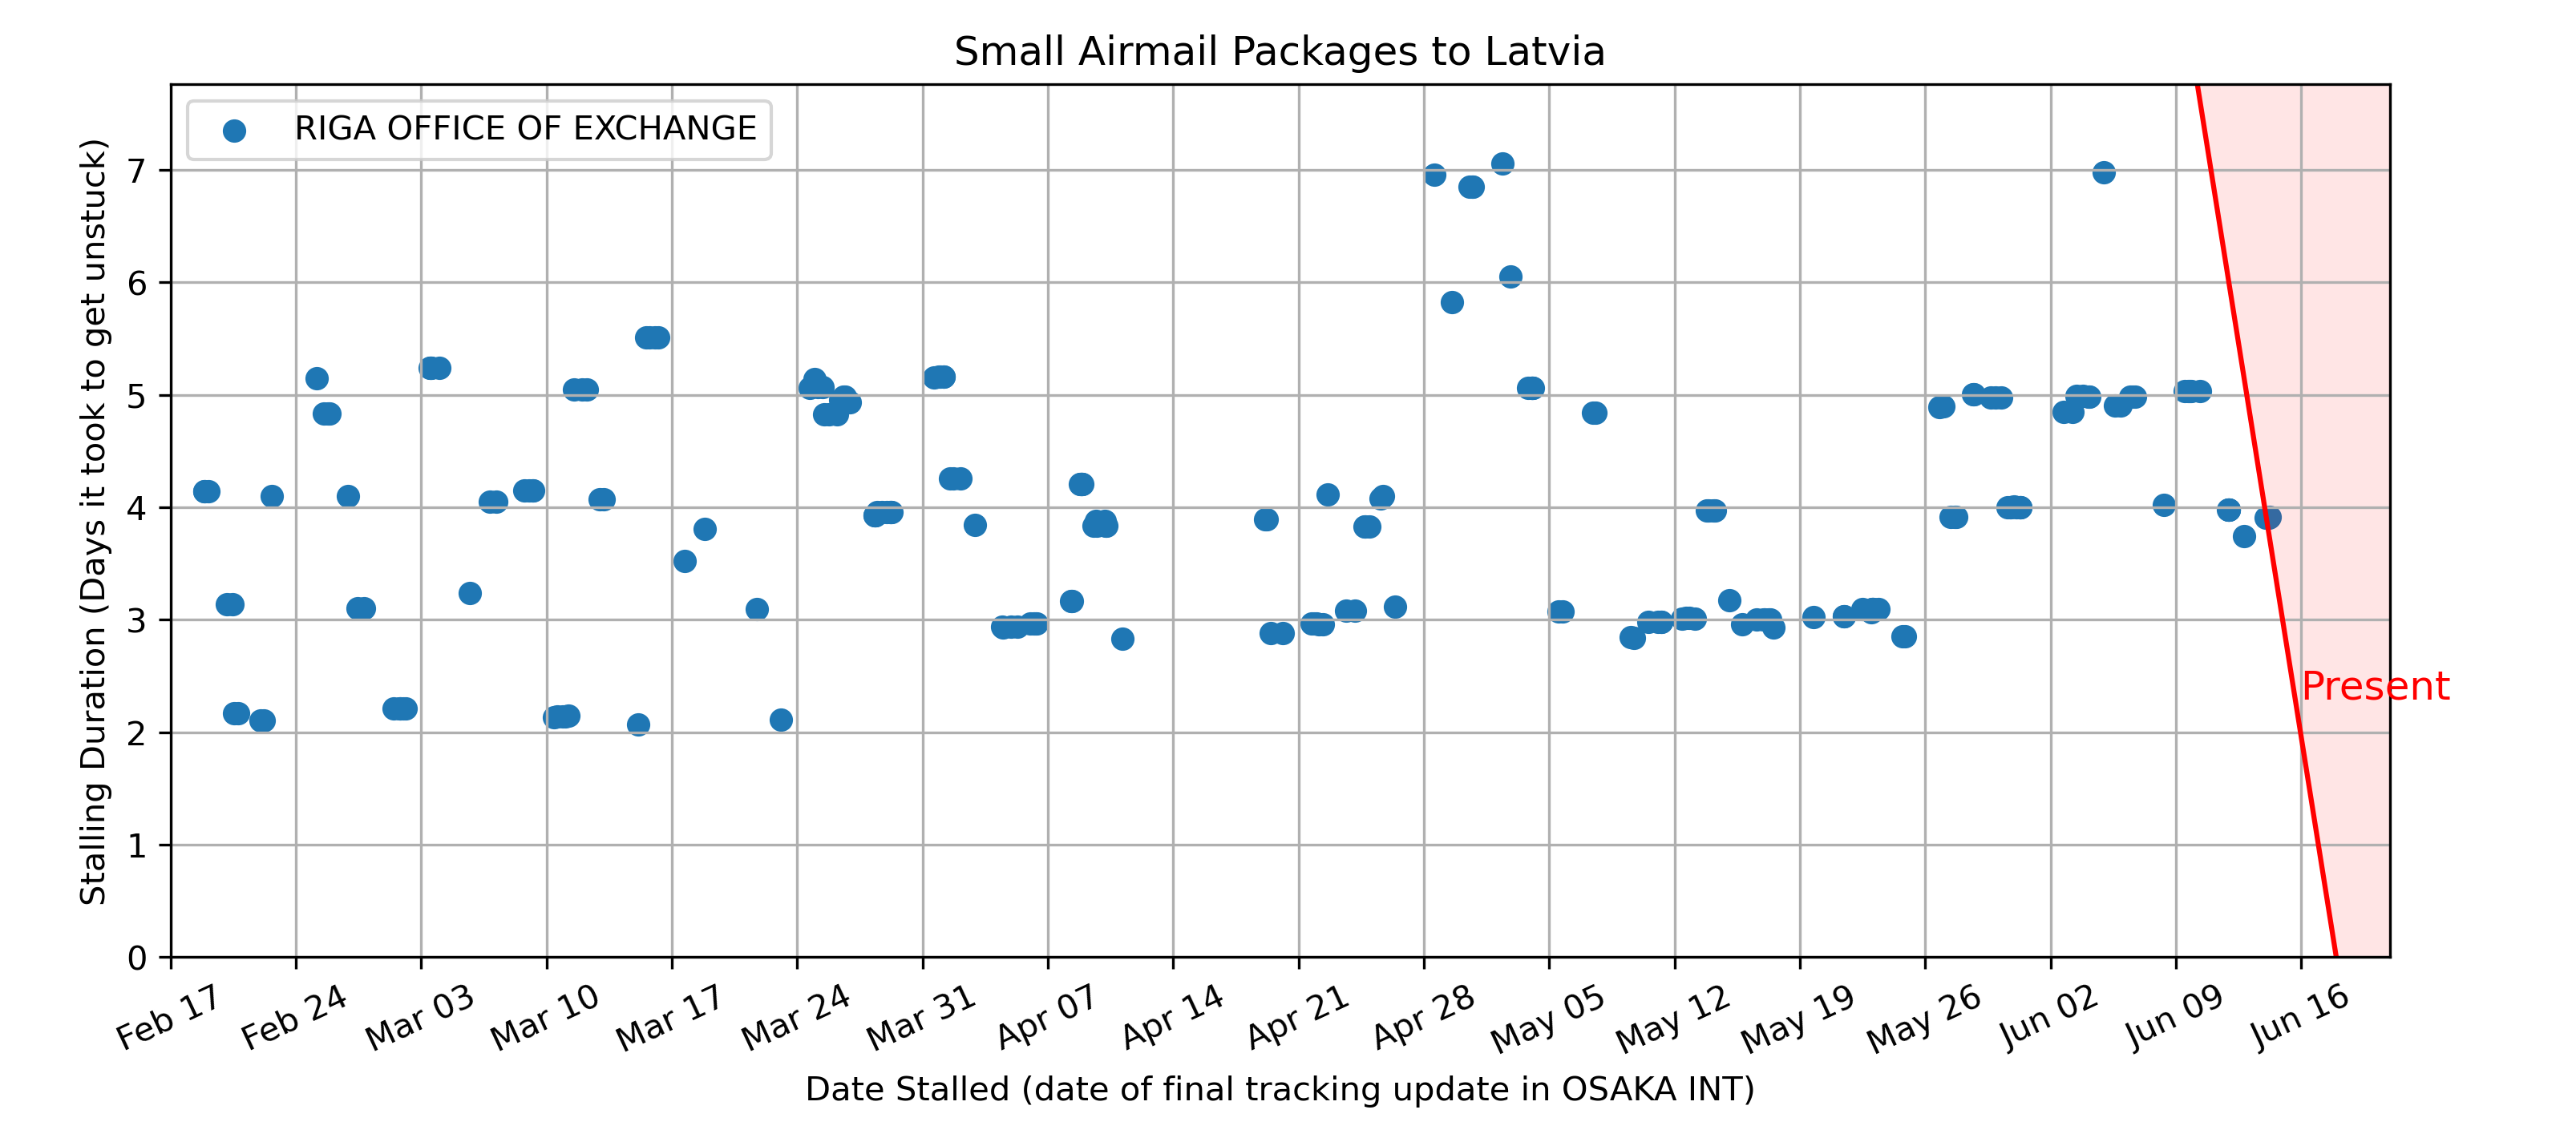 Small Airmail Packages to Latvia
RIGA OFFICE OF EXCHANGE
Stalling Duration (Days it took to get unstuck)
7
6
5
4
3
2
1
0
Present
Feb 17
Feb 24
Mar 03
Mar 10
Mar 17
Mar 24
Mar 31
Apr 07
Apr 14
Apr 21
Apr 28
May 05
May 12
May 19
May 26
Jun 02
Jun 09
Jun 16
Date Stalled (date of final tracking update in OSAKA INT)